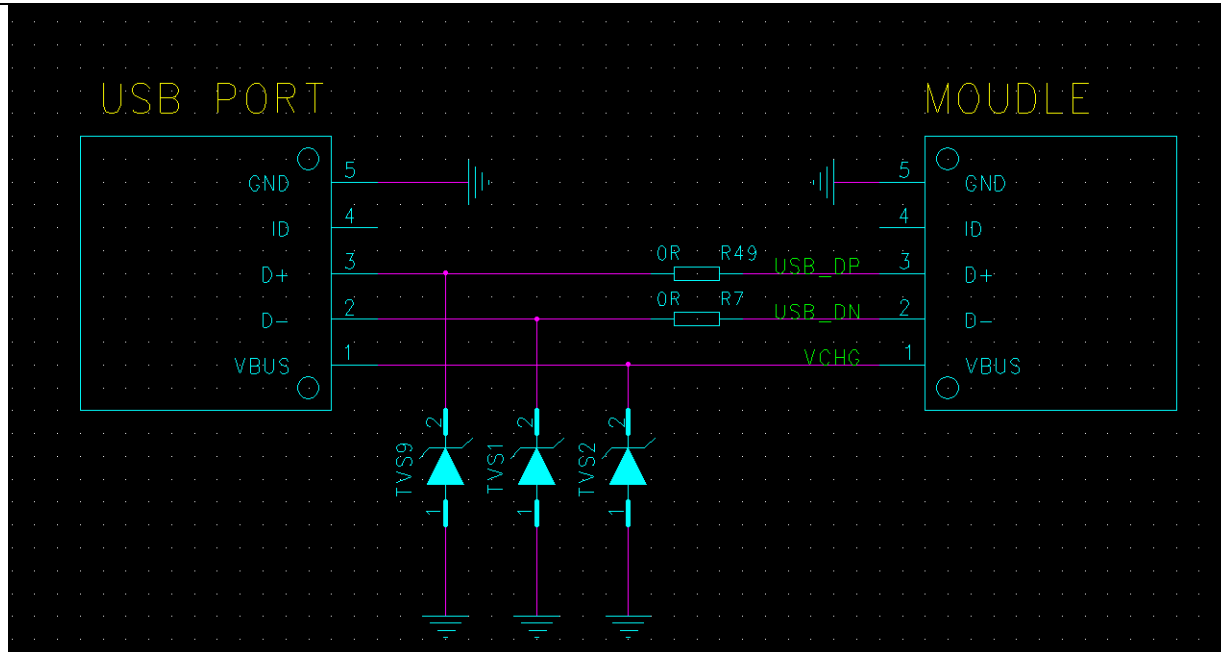 USB PORT
MOUDLE
GND 5
5 GND
ID 4
4 ID
0R R49
D+ 3
USB_DP 3 D+
0R R7
D- 2
USB_DN 2 D-
VBUS 1
VCHG 1 VBUS
TVS9 2 1
TVS1 2 1
TVS2 2 1